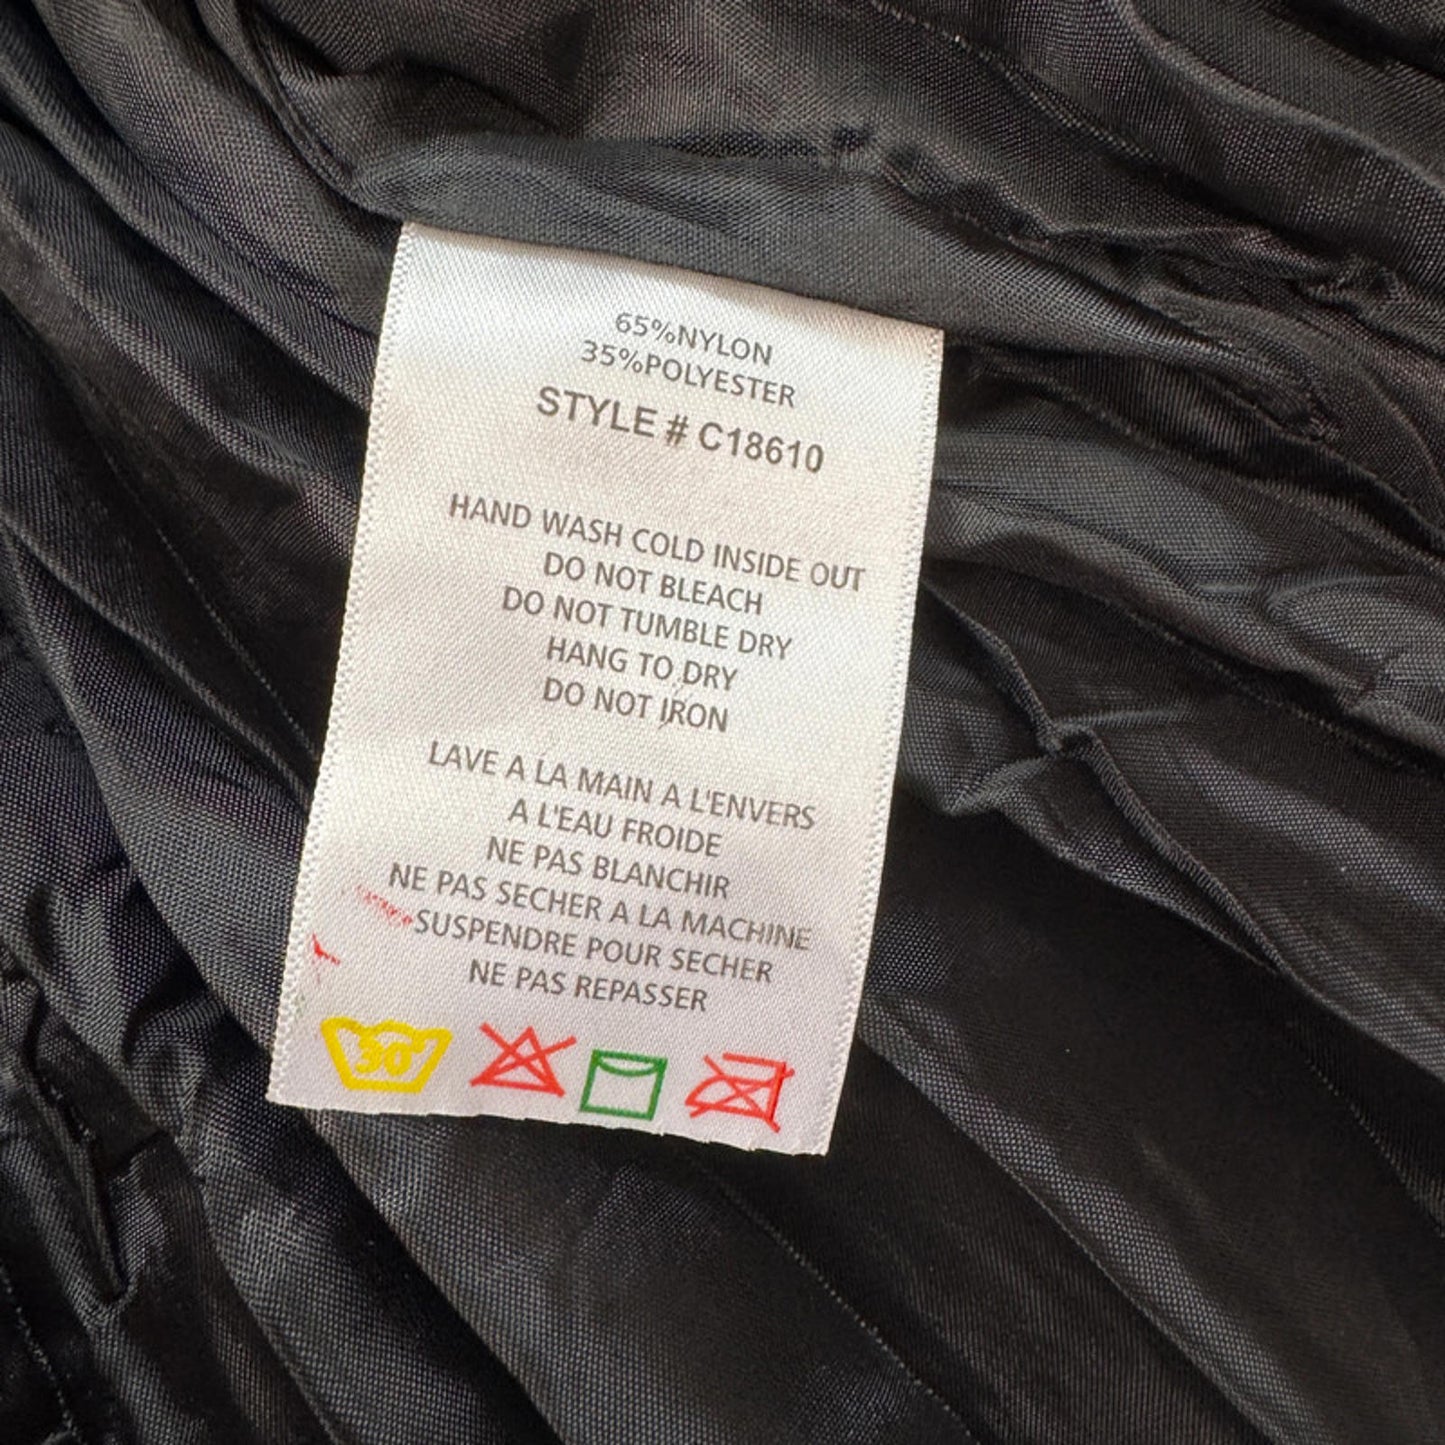 65%NYLON
35%POLYESTER
STYLE # C18610
HAND WASH COLD INSIDE OUT
DO NOT BLEACH
DO NOT TUMBLE DRY
HANG TO DRY
DO NOT IRON
LAVE A LA MAIN A L'ENVERS
A L'EAU FROIDE
NE PAS BLANCHIR
NE PAS SECHER A LA MACHINE
SUSPENDRE POUR SECHER
NE PAS REPASSER
30°